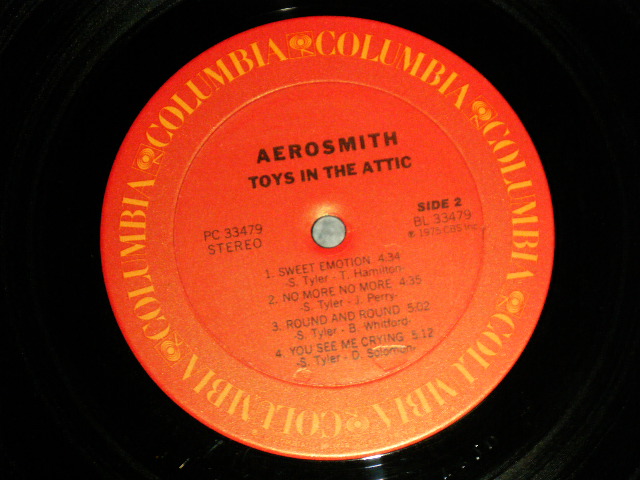 COLUMBIA COLUMBIA COLUMBIA COLUMBIA COLUMBIA COLUMBIA
AEROSMITH
TOYS IN THE ATTIC
SIDE 2
PC 33479
BL 33479
STEREO
℗ 1975 CBS Inc.
1. SWEET EMOTION 4:34
-S. Tyler - T. Hamilton-
2. NO MORE NO MORE 4:35
-S. Tyler - J. Perry-
3. ROUND AND ROUND 5:02
-S. Tyler - B. Whitford-
4. YOU SEE ME CRYING 5:12
-S. Tyler - D. Solomon-